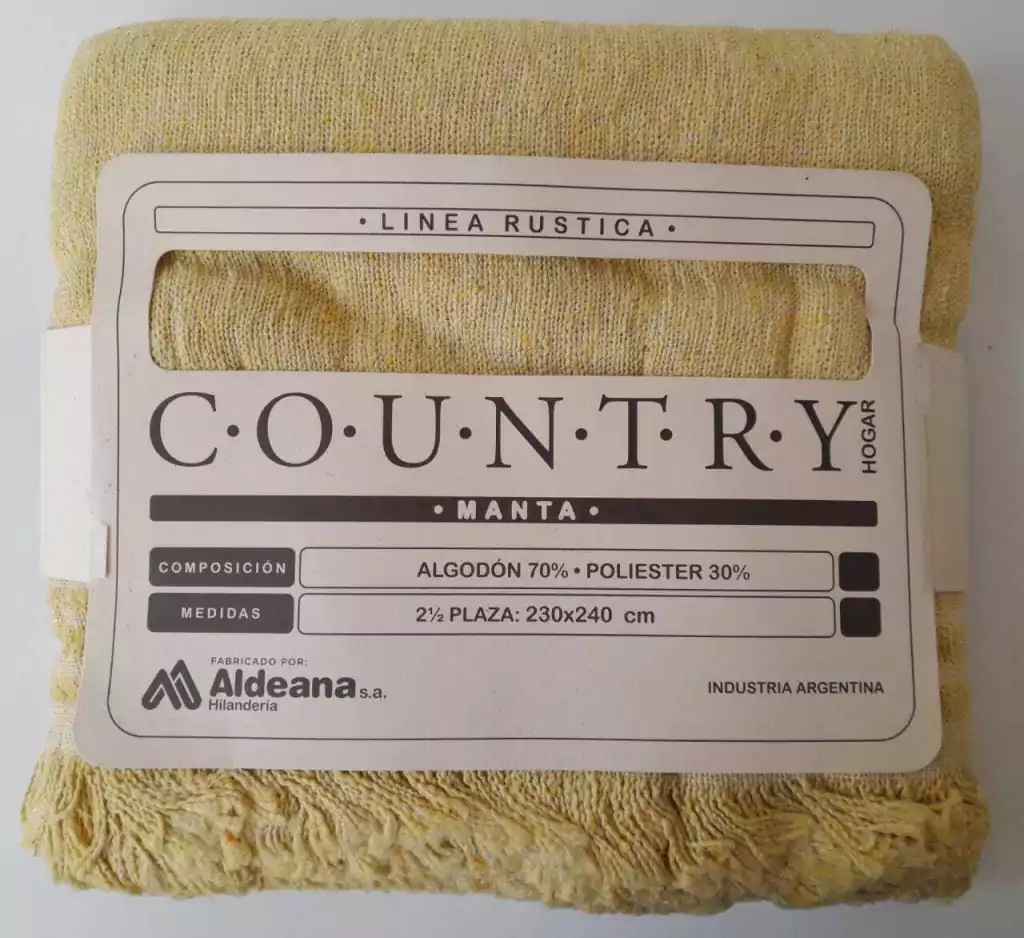 • LINEA RUSTICA •
C•O•U•N•T•R•Y HOGAR
• MANTA •
COMPOSICIÓN ALGODÓN 70% • POLIESTER 30%
MEDIDAS 2½ PLAZA: 230x240 cm
FABRICADO POR:
Aldeana s.a.
Hilandería
INDUSTRIA ARGENTINA